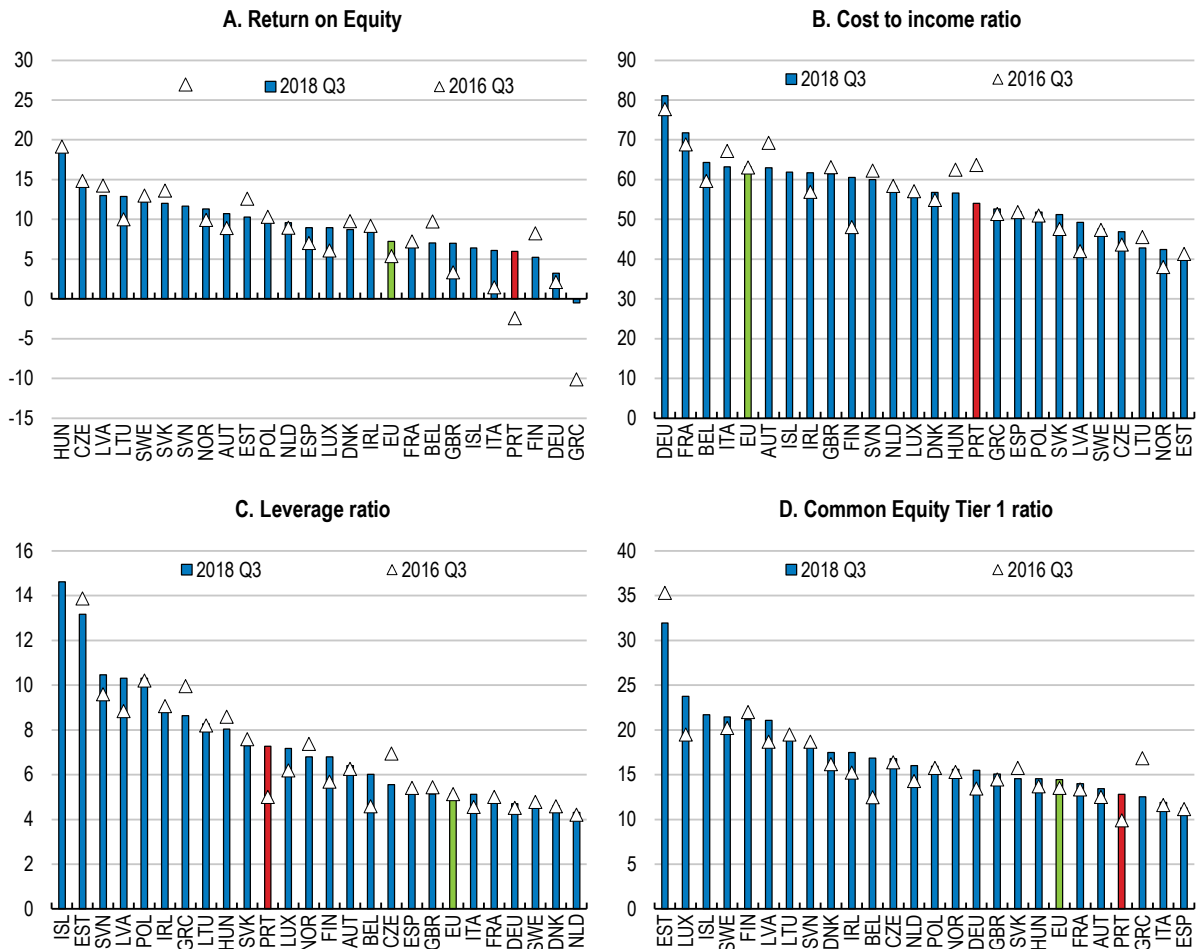 A. Return on Equity
30
25
20
15
10
5
0
-5
-10
-15
2018 Q3
2016 Q3
HUN
CZE
LVA
LTU
SWE
SVK
SVN
NOR
AUT
EST
POL
NLD
ESP
LUX
DNK
IRL
EU
FRA
BEL
GBR
ISL
ITA
PRT
FIN
DEU
GRC
B. Cost to income ratio
90
80
70
60
50
40
30
20
10
0
2018 Q3
2016 Q3
DEU
FRA
BEL
ITA
EU
AUT
ISL
IRL
GBR
FIN
SVN
NLD
LUX
DNK
HUN
PRT
GRC
ESP
POL
SVK
LVA
SWE
CZE
LTU
NOR
EST
C. Leverage ratio
16
14
12
10
8
6
4
2
0
2018 Q3
2016 Q3
ISL
EST
SVN
LVA
POL
IRL
GRC
LTU
HUN
SVK
PRT
LUX
NOR
FIN
AUT
BEL
CZE
ESP
GBR
EU
ITA
FRA
DEU
SWE
DNK
NLD
D. Common Equity Tier 1 ratio
40
35
30
25
20
15
10
5
0
2018 Q3
2016 Q3
EST
LUX
ISL
SWE
FIN
LVA
LTU
SVN
DNK
IRL
BEL
CZE
NLD
POL
NOR
DEU
GBR
SVK
HUN
EU
FRA
AUT
PRT
GRC
ITA
ESP